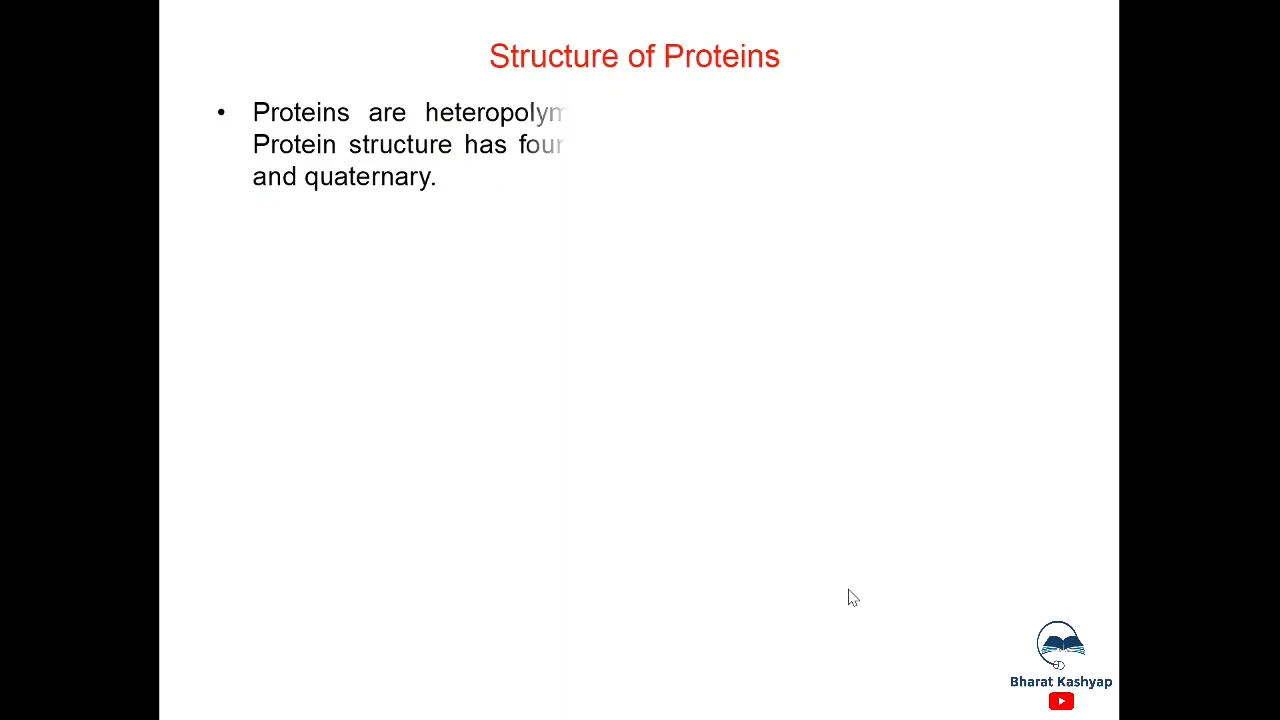 Structure of Proteins
• Proteins are heteropolym
Protein structure has four
and quaternary.
Bharat Kashyap